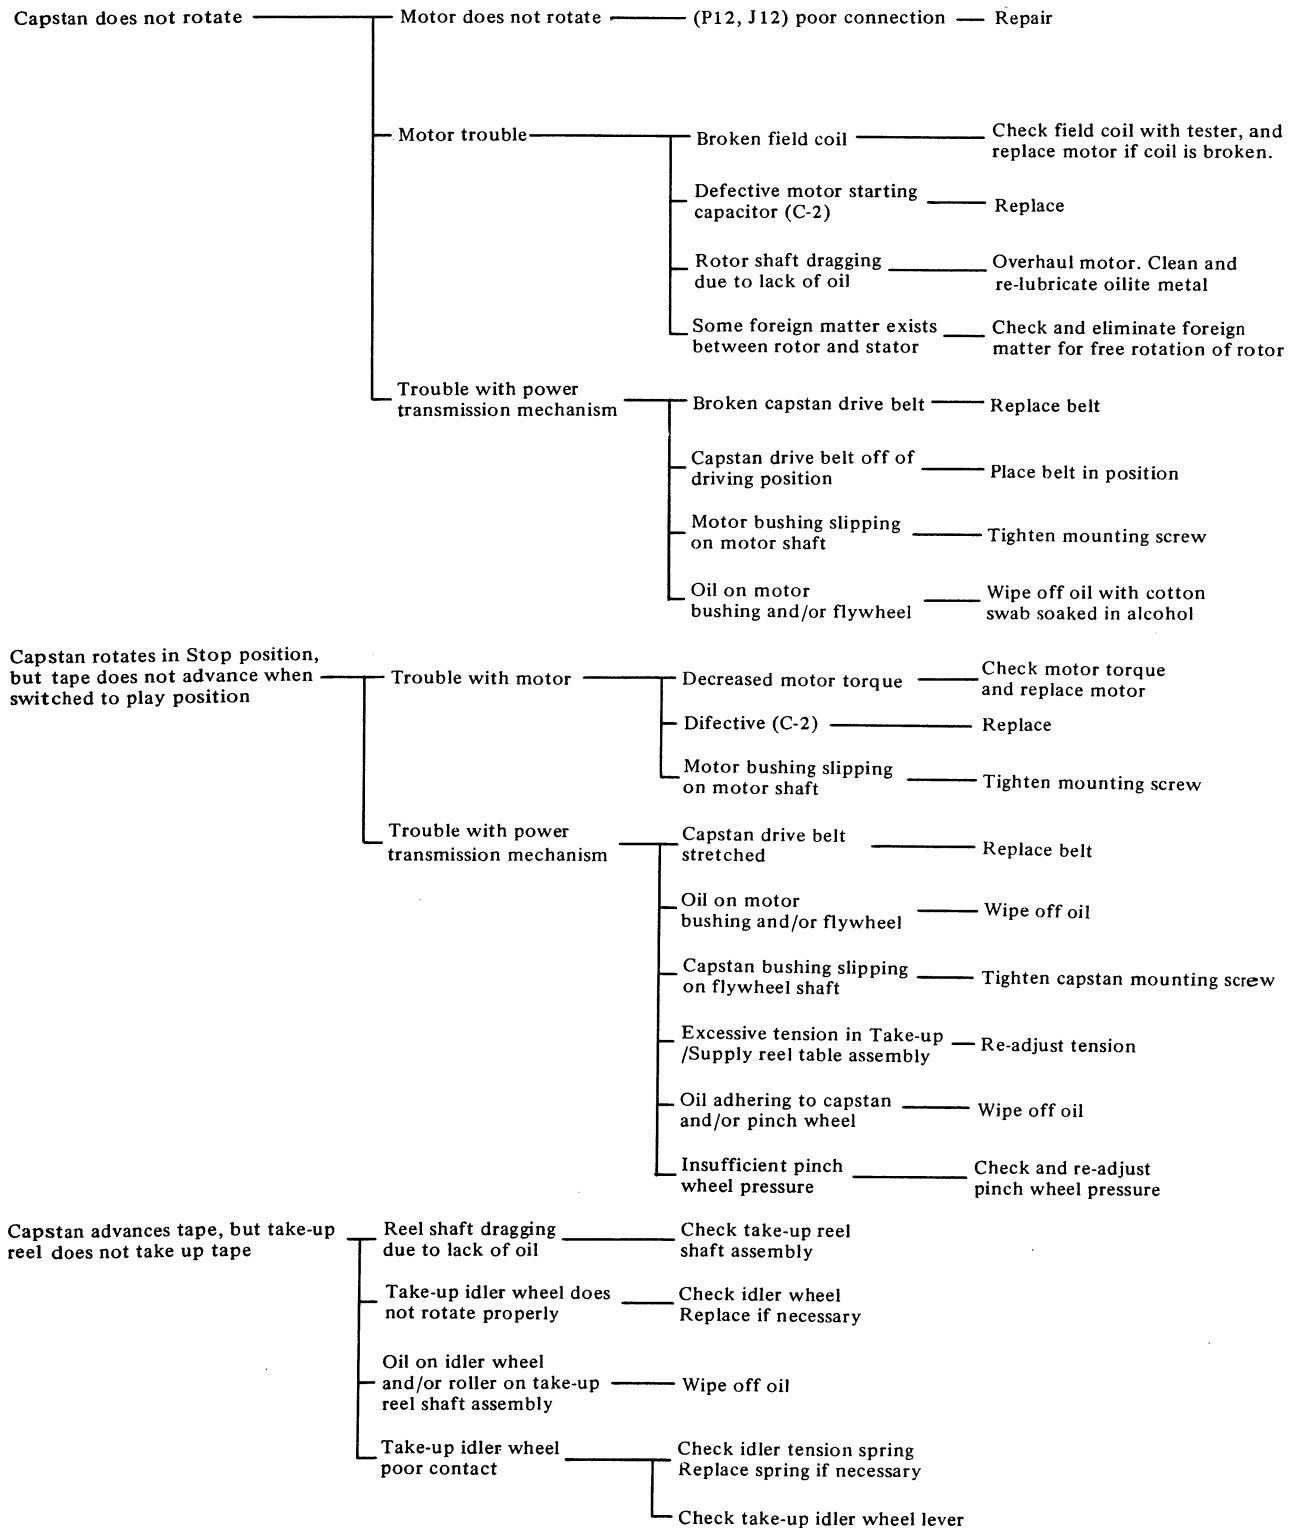 Capstan does not rotate
Motor does not rotate
(P12, J12) poor connection
Repair
Motor trouble
Broken field coil
Check field coil with tester, and
replace motor if coil is broken.
Defective motor starting
capacitor (C-2)
Replace
Rotor shaft dragging
due to lack of oil
Overhaul motor. Clean and
re-lubricate oilite metal
Some foreign matter exists
between rotor and stator
Check and eliminate foreign
matter for free rotation of rotor
Trouble with power
transmission mechanism
Broken capstan drive belt
Replace belt
Capstan drive belt off of
driving position
Place belt in position
Motor bushing slipping
on motor shaft
Tighten mounting screw
Oil on motor
bushing and/or flywheel
Wipe off oil with cotton
swab soaked in alcohol
Capstan rotates in Stop position,
but tape does not advance when
switched to play position
Trouble with motor
Decreased motor torque
Check motor torque
and replace motor
Difective (C-2)
Replace
Motor bushing slipping
on motor shaft
Tighten mounting screw
Trouble with power
transmission mechanism
Capstan drive belt
stretched
Replace belt
Oil on motor
bushing and/or flywheel
Wipe off oil
Capstan bushing slipping
on flywheel shaft
Tighten capstan mounting screw
Excessive tension in Take-up
/Supply reel table assembly
Re-adjust tension
Oil adhering to capstan
and/or pinch wheel
Wipe off oil
Insufficient pinch
wheel pressure
Check and re-adjust
pinch wheel pressure
Capstan advances tape, but take-up
reel does not take up tape
Reel shaft dragging
due to lack of oil
Check take-up reel
shaft assembly
Take-up idler wheel does
not rotate properly
Check idler wheel
Replace if necessary
Oil on idler wheel
and/or roller on take-up
reel shaft assembly
Wipe off oil
Take-up idler wheel
poor contact
Check idler tension spring
Replace spring if necessary
Check take-up idler wheel lever